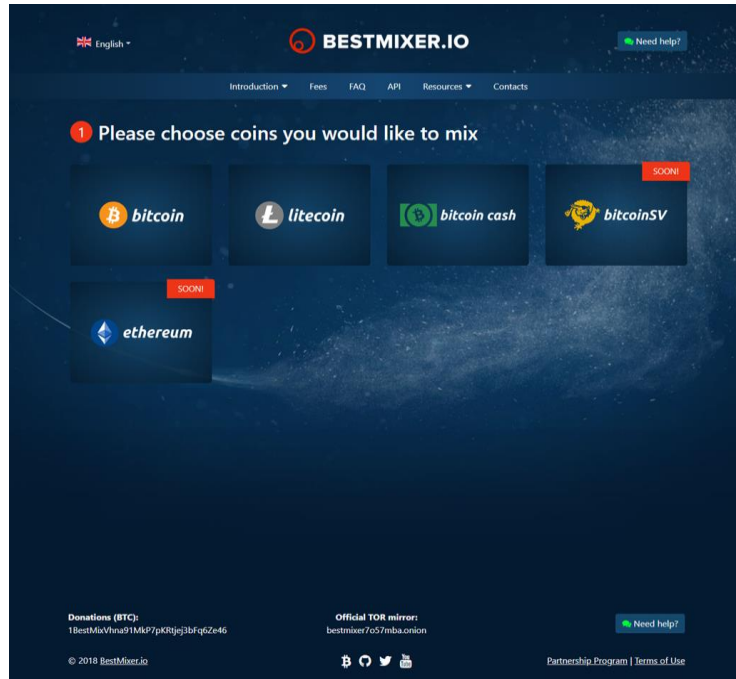 English
BESTMIXER.IO
Need help?
Introduction
Fees
FAQ
API
Resources
Contacts
1 Please choose coins you would like to mix
bitcoin
litecoin
bitcoin cash
SOON!
bitcoinSV
SOON!
ethereum
Donations (BTC):
1BestMixVhna91MkP7pKRtjej3bFq6Ze46
Official TOR mirror:
bestmixer7o57mba.onion
Need help?
© 2018 BestMixer.io
You Tube
Partnership Program | Terms of Use